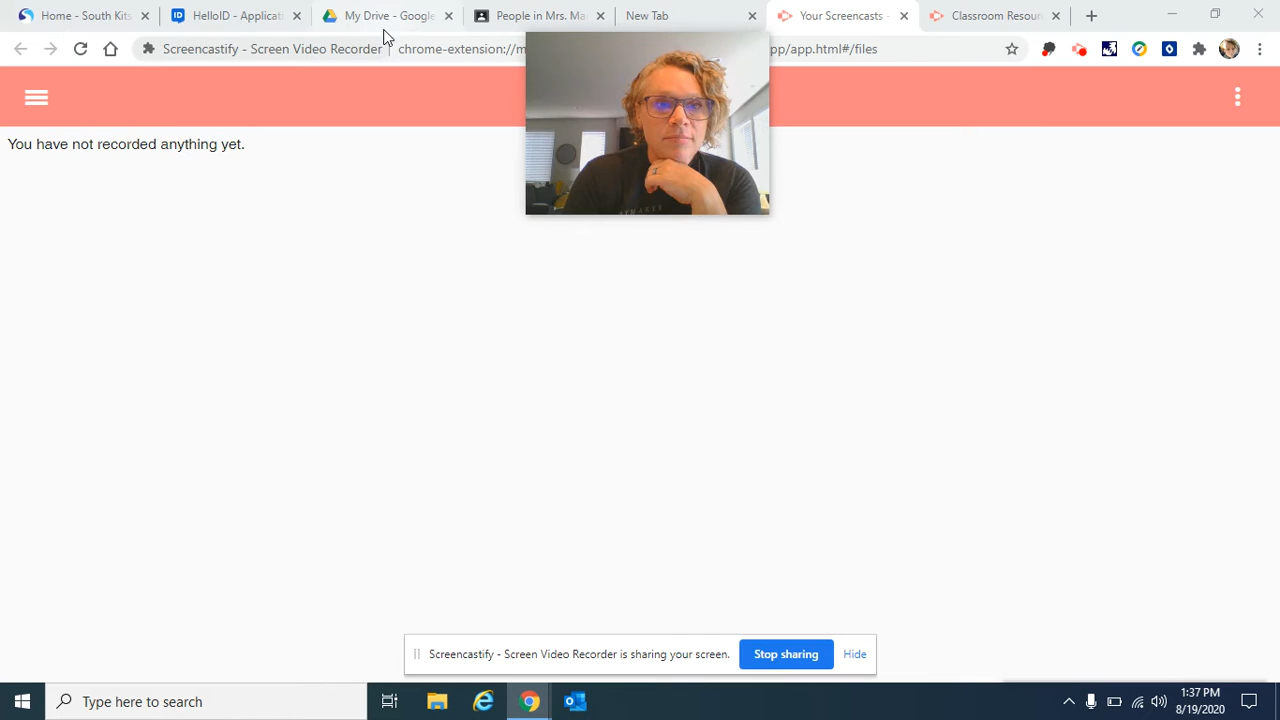 Home - South Kits
HelloID - Applicati
My Drive - Google
People in Mrs. Ma
New Tab
Your Screencasts -
Classroom Resour
Screencastify - Screen Video Recorder
chrome-extension://m
pp/app.html#/files
You have not recorded anything yet.
Screencastify - Screen Video Recorder is sharing your screen.
Stop sharing
Hide
Type here to search
1:37 PM
8/19/2020